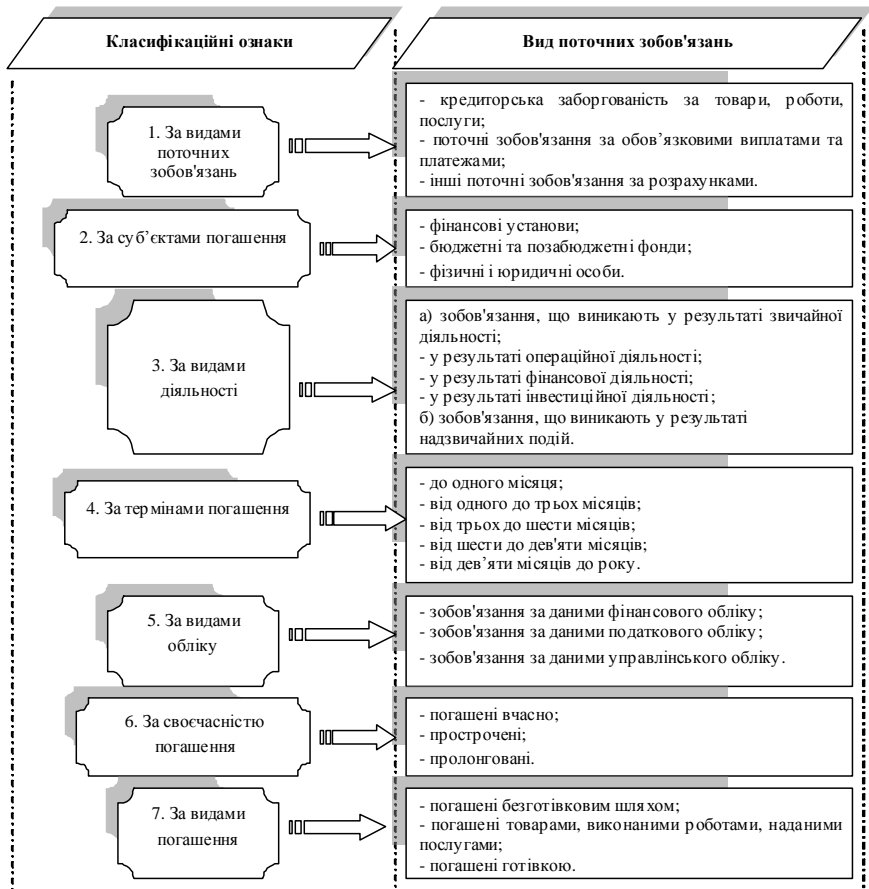 Класифікаційні ознаки
Вид поточних зобов'язань
1. За видами
поточних
зобов'язань
- кредиторська заборгованість за товари, роботи,
послуги;
- поточні зобов'язання за обов’язковими виплатами та
платежами;
- інші поточні зобов'язання за розрахунками.
2. За суб’єктами погашення
- фінансові установи;
- бюджетні та позабюджетні фонди;
- фізичні і юридичні особи.
3. За видами
діяльності
а) зобов'язання, що виникають у результаті звичайної
діяльності;
- у результаті операційної діяльності;
- у результаті фінансової діяльності;
- у результаті інвестиційної діяльності;
б) зобов'язання, що виникають у результаті
надзвичайних подій.
4. За термінами погашення
- до одного місяця;
- від одного до трьох місяців;
- від трьох до шести місяців;
- від шести до дев'яти місяців;
- від дев’яти місяців до року.
5. За видами
обліку
- зобов'язання за даними фінансового обліку;
- зобов'язання за даними податкового обліку;
- зобов'язання за даними управлінського обліку.
6. За своєчасністю
погашення
- погашені вчасно;
- прострочені;
- пролонговані.
7. За видами
погашення
- погашені безготівковим шляхом;
- погашені товарами, виконаними роботами, наданими
послугами;
- погашені готівкою.